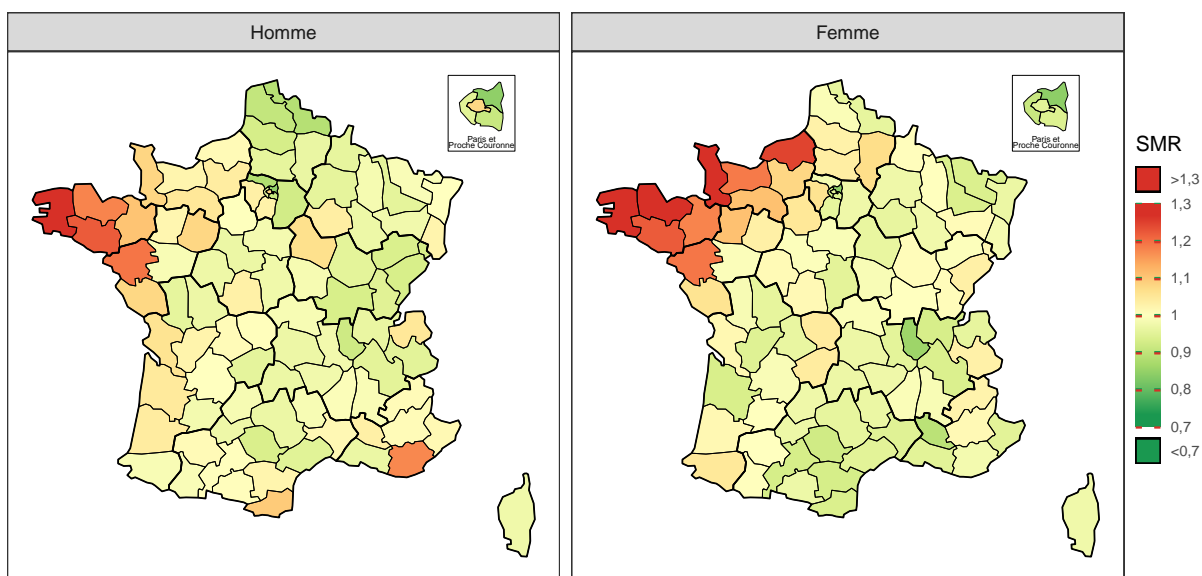 Homme
Femme
Paris et
Proche Couronne
Paris et
Proche Couronne
SMR
>1,3
1,3
1,2
1,1
1
0,9
0,8
0,7
<0,7